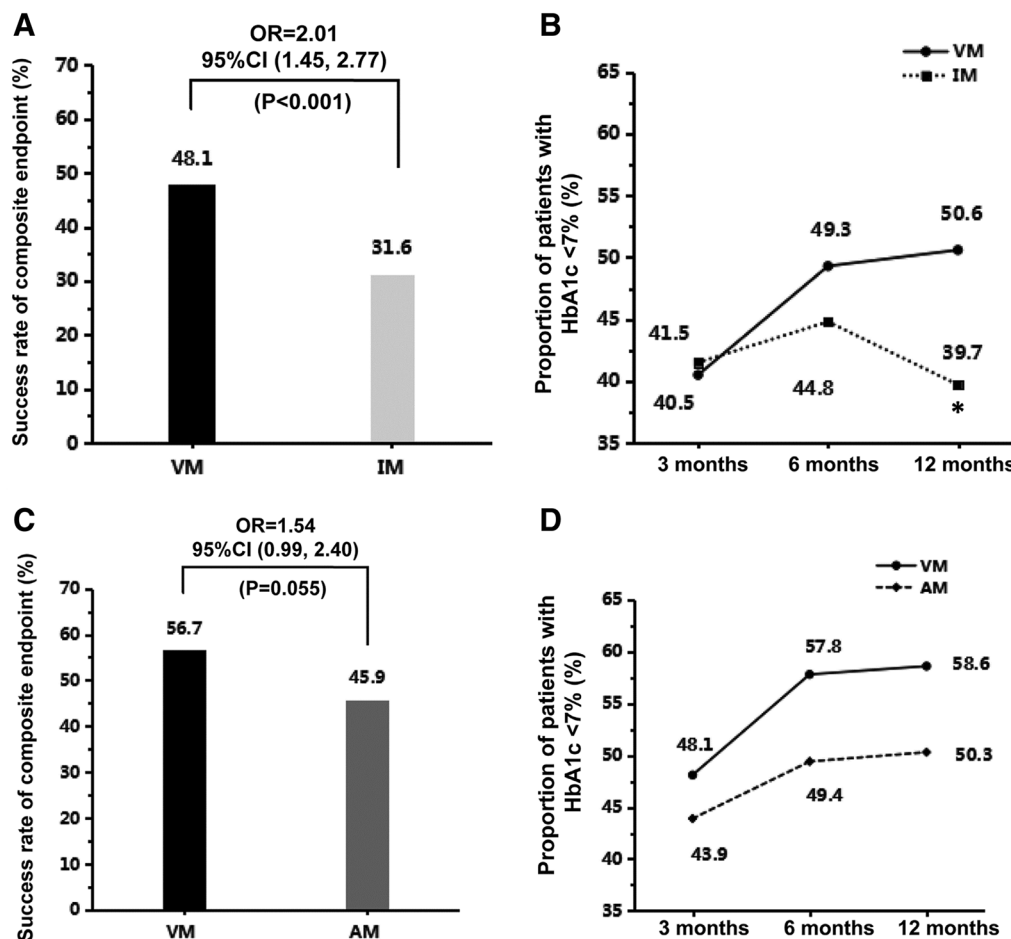 A
OR=2.01
95%CI (1.45, 2.77)
(P<0.001)
Success rate of composite endpoint (%)
70
60
50
40
30
20
10
0
48.1
31.6
VM
IM
B
VM
IM
Proportion of patients with
HbA1c <7% (%)
65
60
55
50
45
40
35
41.5
40.5
49.3
44.8
50.6
39.7
*
3 months
6 months
12 months
C
OR=1.54
95%CI (0.99, 2.40)
(P=0.055)
Success rate of composite endpoint (%)
70
60
50
40
30
20
10
0
56.7
45.9
VM
AM
D
VM
AM
Proportion of patients with
HbA1c <7% (%)
65
60
55
50
45
40
35
48.1
43.9
57.8
49.4
58.6
50.3
3 months
6 months
12 months